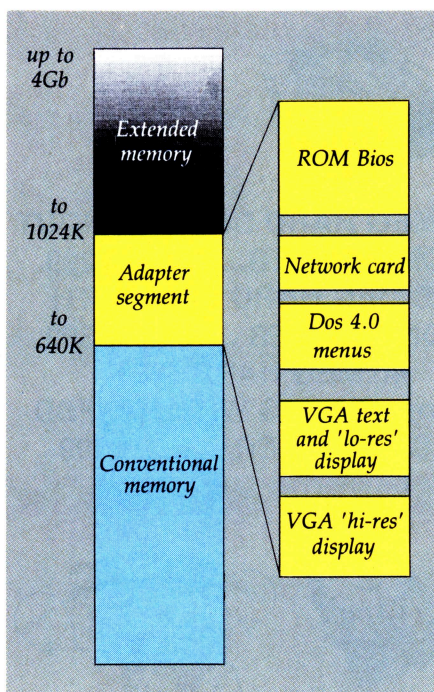 up to
4Gb
Extended
memory
to
1024K
Adapter
segment
to
640K
Conventional
memory
ROM Bios
Network card
Dos 4.0
menus
VGA text
and 'lo-res'
display
VGA 'hi-res'
display